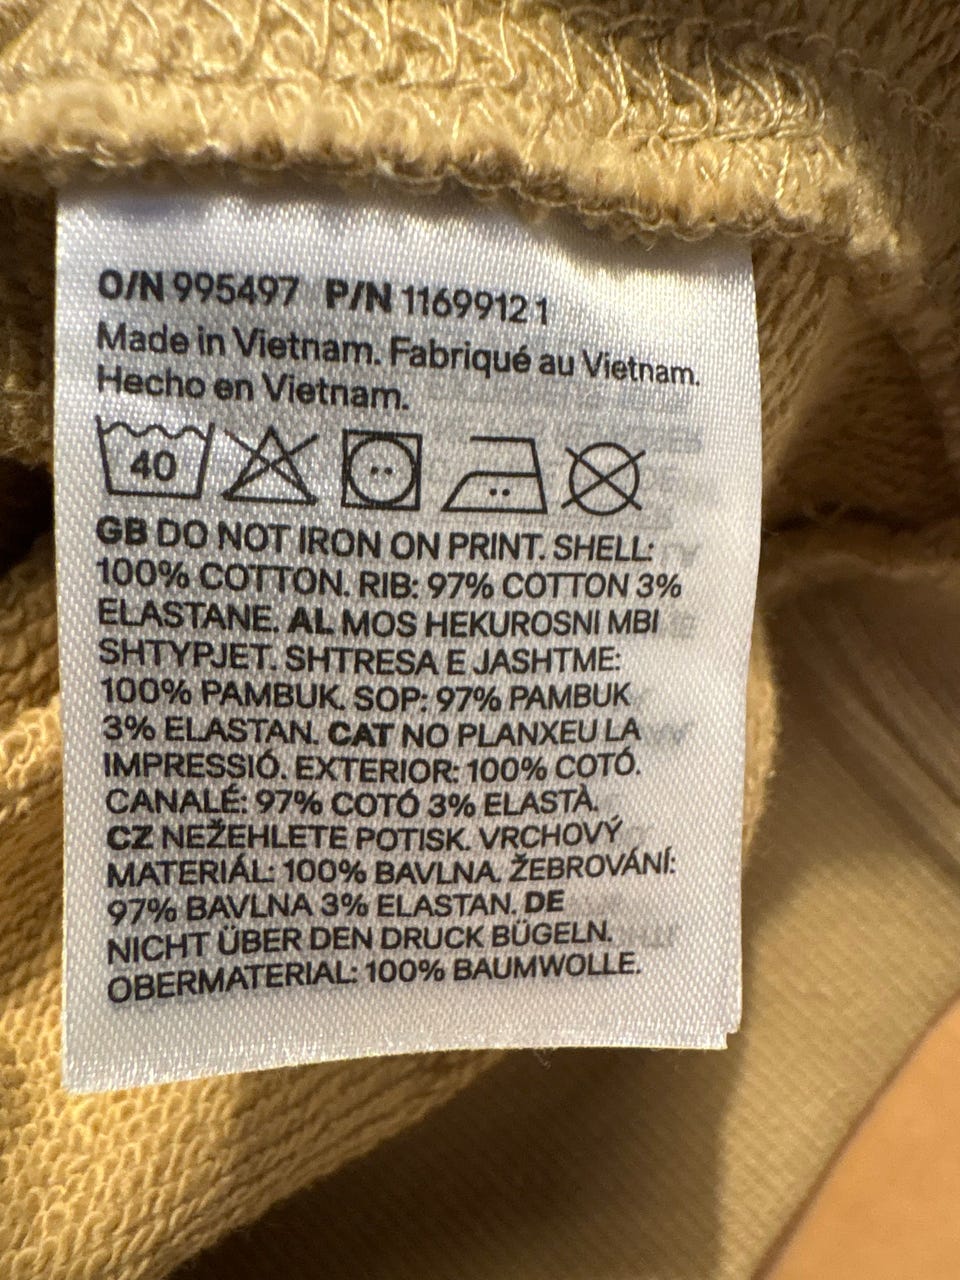 O/N 995497 P/N 1169912 1
Made in Vietnam. Fabriqué au Vietnam.
Hecho en Vietnam.
40
GB DO NOT IRON ON PRINT. SHELL:
100% COTTON. RIB: 97% COTTON 3%
ELASTANE. AL MOS HEKUROSNI MBI
SHTYPJET. SHTRESA E JASHTME:
100% PAMBUK. SOP: 97% PAMBUK
3% ELASTAN. CAT NO PLANXEU LA
IMPRESSIÓ. EXTERIOR: 100% COTÓ.
CANALÉ: 97% COTÓ 3% ELASTÀ.
CZ NEŽEHLETE POTISK. VRCHOVÝ
MATERIÁL: 100% BAVLNA. ŽEBROVÁNÍ:
97% BAVLNA 3% ELASTAN. DE
NICHT ÜBER DEN DRUCK BÜGELN.
OBERMATERIAL: 100% BAUMWOLLE.